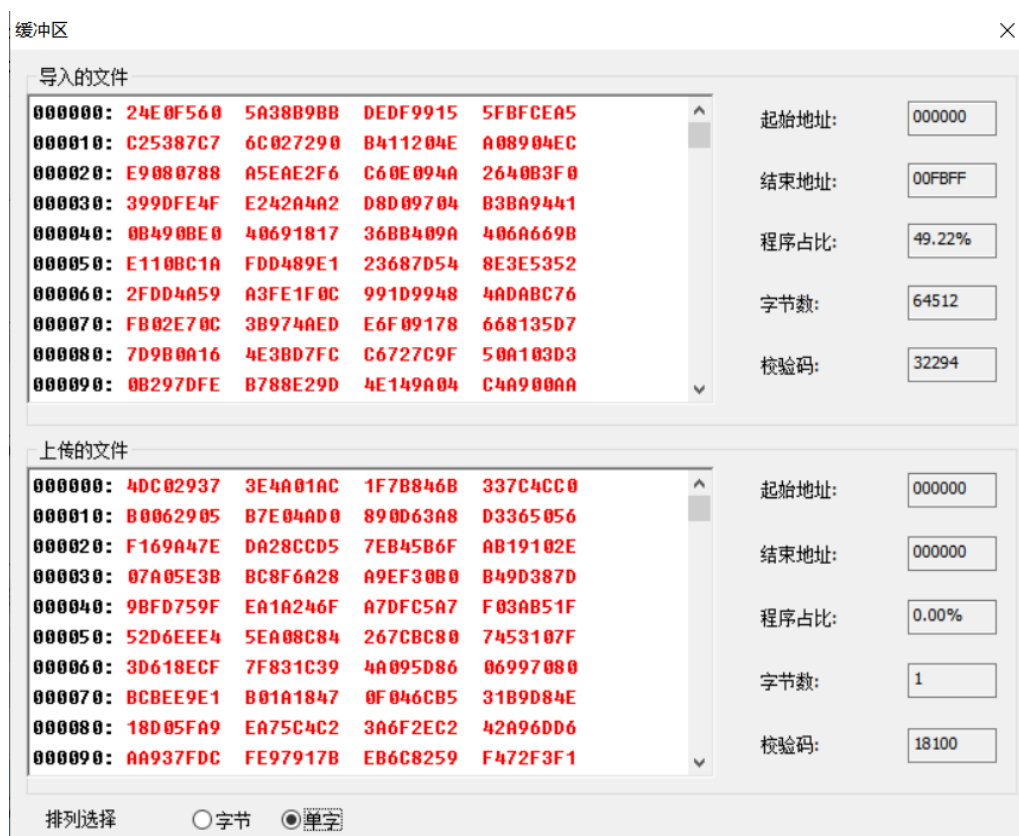 缓冲区
导入的文件
000000: 24E0F560 5A38B9BB DEDF9915 5FBFCEA5
000010: C25387C7 6C027290 B411204E A08904EC
000020: E9080788 A5EAE2F6 C60E094A 2640B3F0
000030: 399DFE4F E242A4A2 D8D09704 B3BA9441
000040: 0B490BE0 40691817 36BB409A 406A669B
000050: E110BC1A FDD489E1 23687D54 8E3E5352
000060: 2FDD4A59 A3FE1F0C 991D9948 4ADABC76
000070: FB02E70C 3B974AED E6F09178 668135D7
000080: 7D9B0A16 4E3BD7FC C6727C9F 50A103D3
000090: 0B297DFE B788E29D 4E149A04 C4A900AA
起始地址: 000000
结束地址: 00FBFF
程序占比: 49.22%
字节数: 64512
校验码: 32294
上传的文件
000000: 4DC02937 3E4A01AC 1F7B846B 337C4CC0
000010: B0062905 B7E04AD0 890D63A8 D3365056
000020: F169A47E DA28CCD5 7EB45B6F AB19102E
000030: 07A05E3B BC8F6A28 A9EF30B0 B49D387D
000040: 9BFD759F EA1A246F A7DFC5A7 F03AB51F
000050: 52D6EEE4 5EA08C84 267CBC80 7453107F
000060: 3D618ECF 7F831C39 4A095D86 06997080
000070: BCBEE9E1 B01A1847 0F046CB5 31B9D84E
000080: 18D05FA9 EA75C4C2 3A6F2EC2 42A96DD6
000090: AA937FDC FE97917B EB6C8259 F472F3F1
起始地址: 000000
结束地址: 000000
程序占比: 0.00%
字节数: 1
校验码: 18100
排列选择 字节 单字